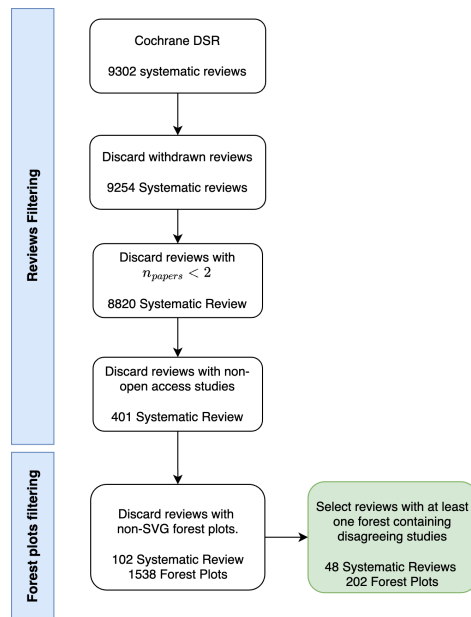 Reviews Filtering
Cochrane DSR
9302 systematic reviews
Discard withdrawn reviews
9254 Systematic reviews
Discard reviews with
n_{papers} < 2
8820 Systematic Review
Discard reviews with non-
open access studies
401 Systematic Review
Forest plots filtering
Discard reviews with
non-SVG forest plots.
102 Systematic Review
1538 Forest Plots
Select reviews with at least
one forest containing
disagreeing studies
48 Systematic Reviews
202 Forest Plots